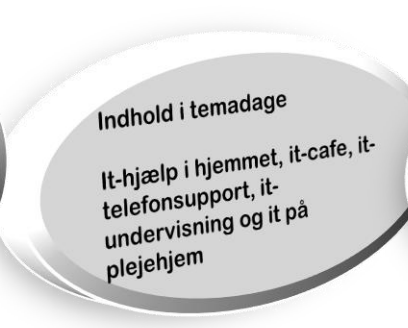 Indhold i temadage
It-hjælp i hjemmet, it-cafe, it-
telefonsupport, it-
undervisning og it på
plejehjem